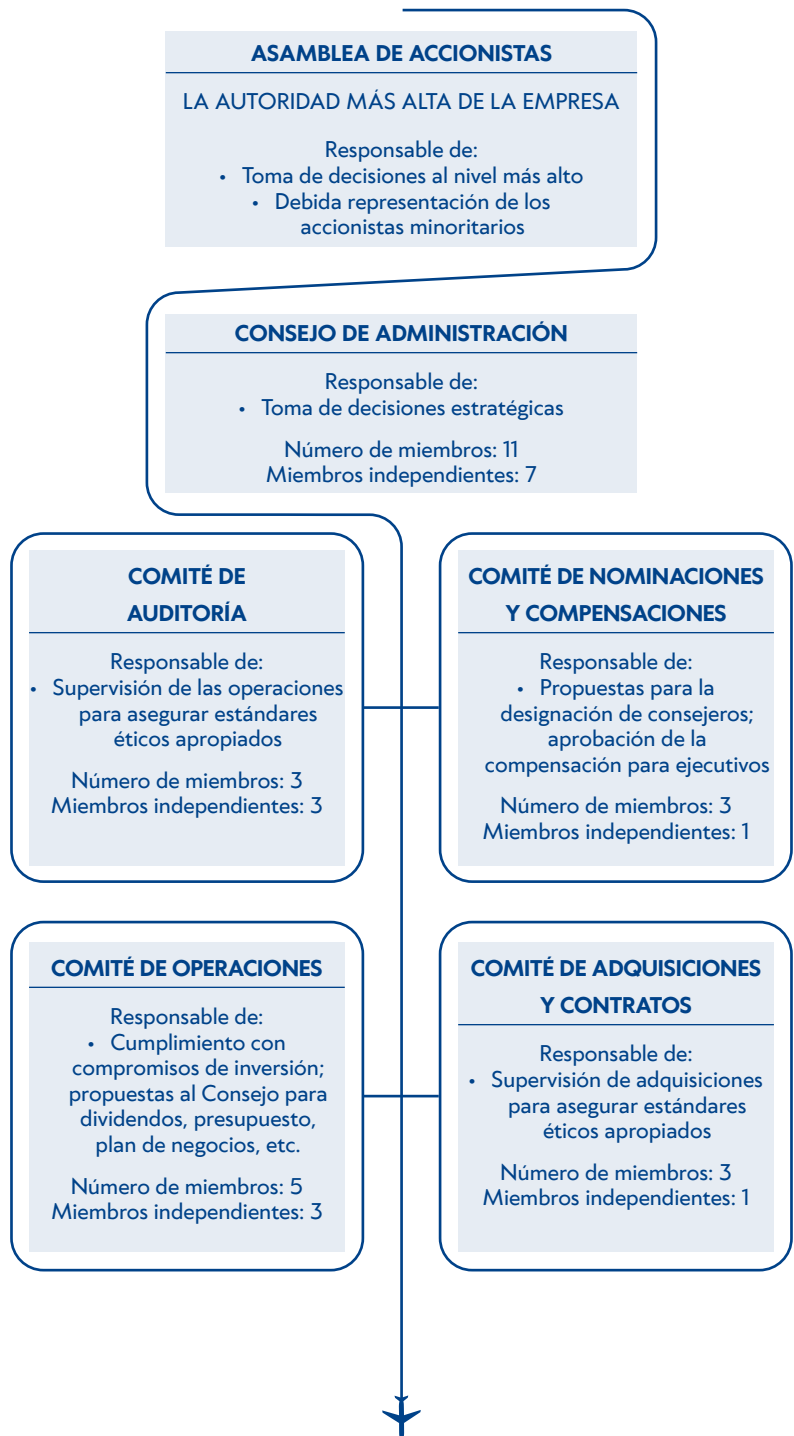 ASAMBLEA DE ACCIONISTAS
LA AUTORIDAD MÁS ALTA DE LA EMPRESA
Responsable de:
• Toma de decisiones al nivel más alto
• Debida representación de los
accionistas minoritarios
CONSEJO DE ADMINISTRACIÓN
Responsable de:
• Toma de decisiones estratégicas
Número de miembros: 11
Miembros independientes: 7
COMITÉ DE
AUDITORÍA
Responsable de:
• Supervisión de las operaciones
para asegurar estándares
éticos apropiados
Número de miembros: 3
Miembros independientes: 3
COMITÉ DE NOMINACIONES
Y COMPENSACIONES
Responsable de:
• Propuestas para la
designación de consejeros;
aprobación de la
compensación para ejecutivos
Número de miembros: 3
Miembros independientes: 1
COMITÉ DE OPERACIONES
Responsable de:
• Cumplimiento con
compromisos de inversión;
propuestas al Consejo para
dividendos, presupuesto,
plan de negocios, etc.
Número de miembros: 5
Miembros independientes: 3
COMITÉ DE ADQUISICIONES
Y CONTRATOS
Responsable de:
• Supervisión de adquisiciones
para asegurar estándares
éticos apropiados
Número de miembros: 3
Miembros independientes: 1